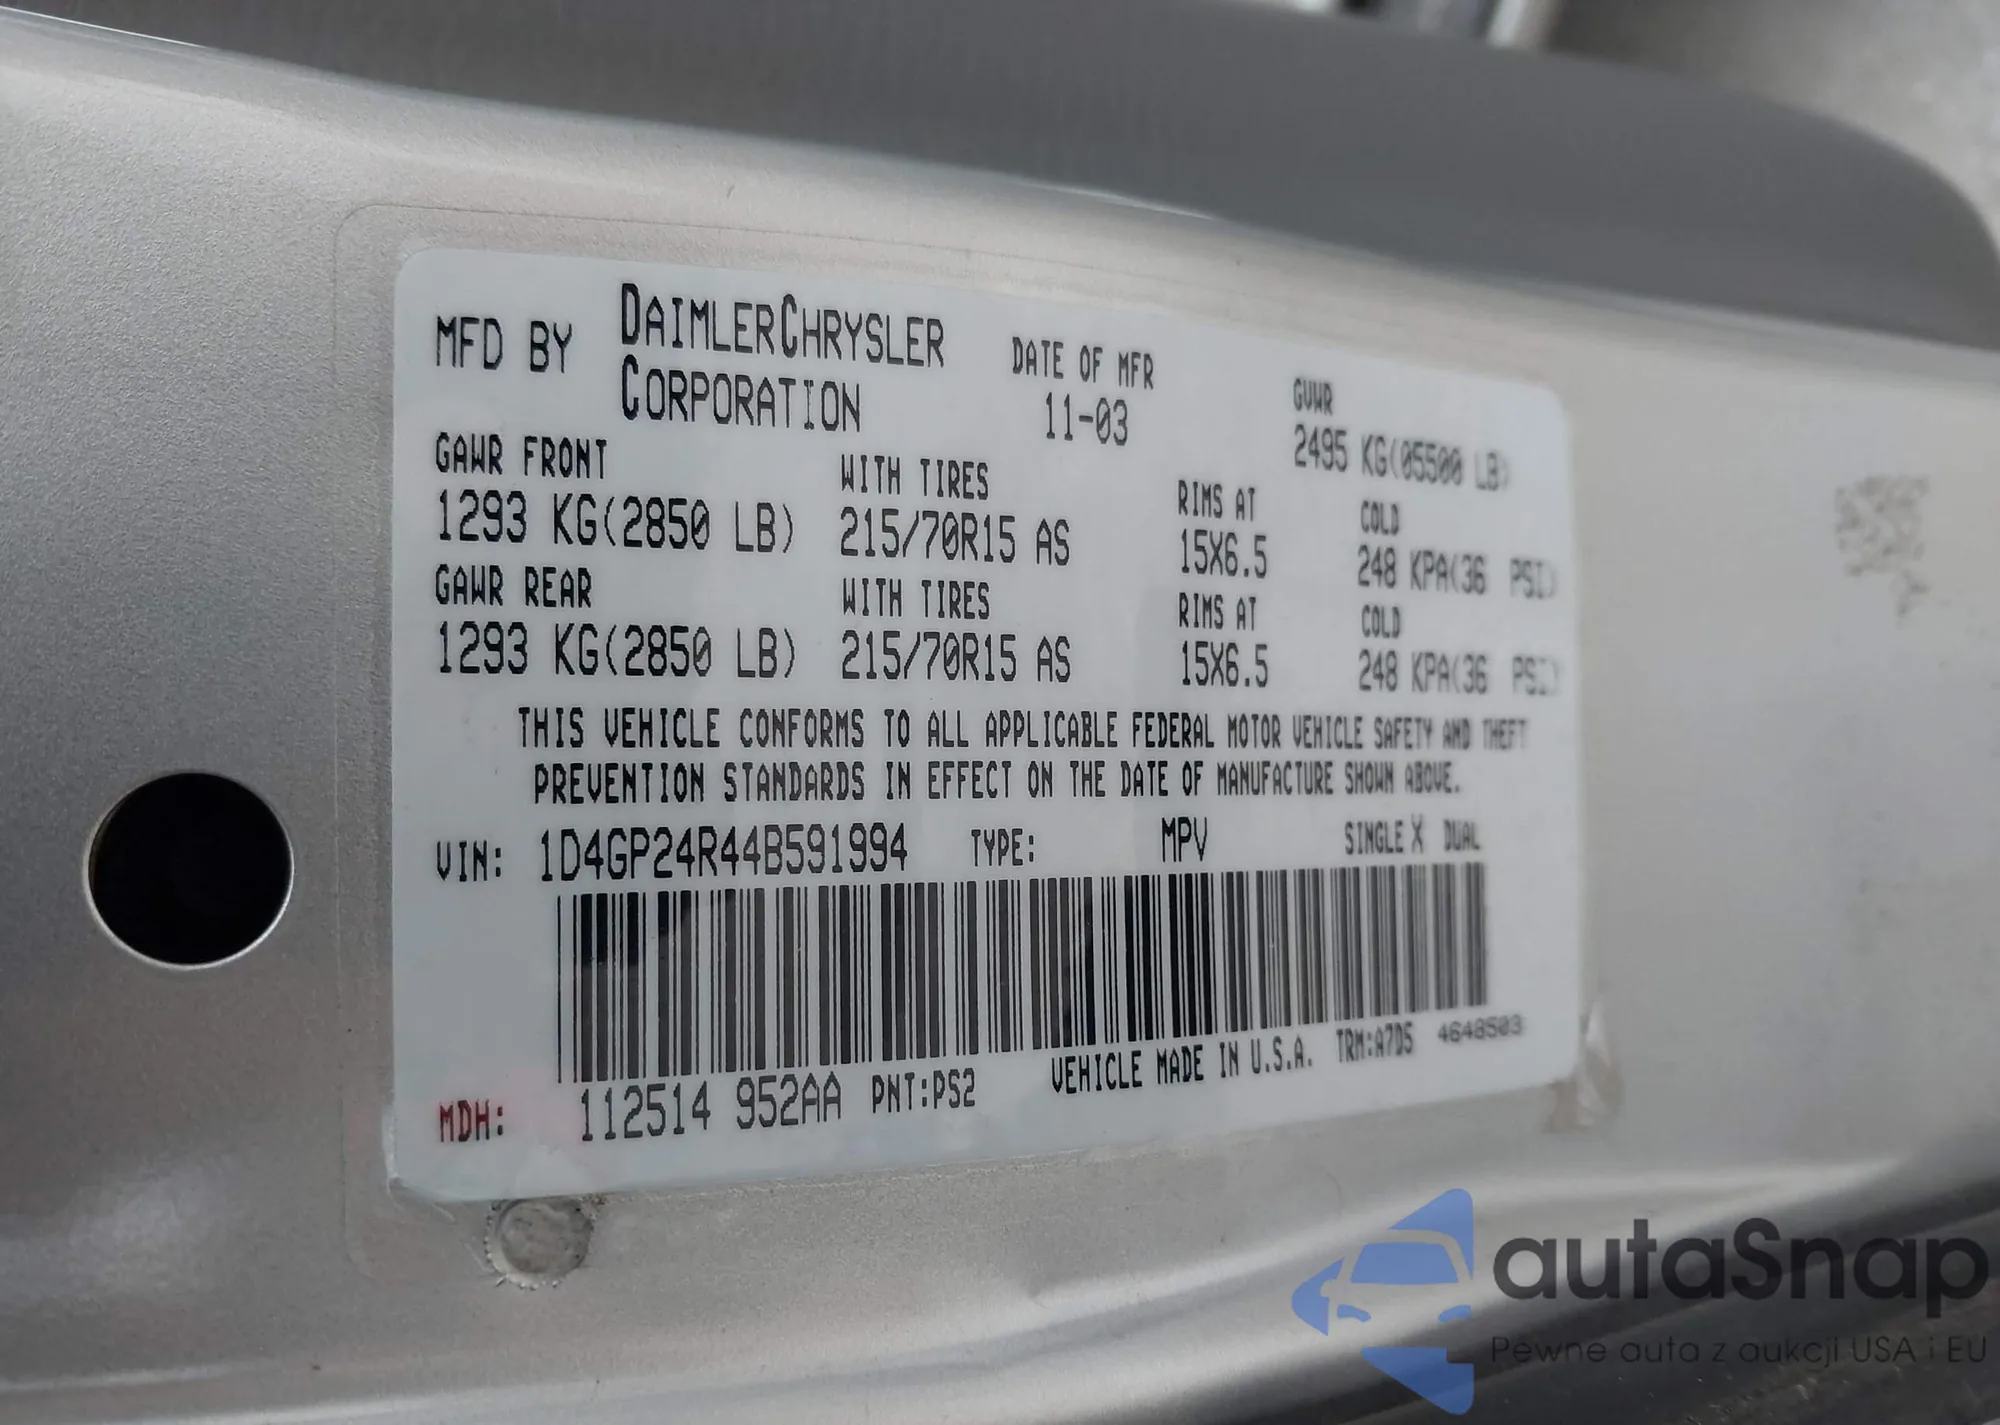 MFD BY DAIMLERCHRYSLER CORPORATION DATE OF MFR 11-03 GVWR 2495 KG(05500 LB)
GAWR FRONT WITH TIRES RIMS AT COLD
1293 KG(2850 LB) 215/70R15 AS 15X6.5 248 KPA(36 PSI)
GAWR REAR WITH TIRES RIMS AT COLD
1293 KG(2850 LB) 215/70R15 AS 15X6.5 248 KPA(36 PSI)
THIS VEHICLE CONFORMS TO ALL APPLICABLE FEDERAL MOTOR VEHICLE SAFETY AND THEFT
PREVENTION STANDARDS IN EFFECT ON THE DATE OF MANUFACTURE SHOWN ABOVE.
VIN: 1D4GP24R44B591994 TYPE: MPV SINGLE X DUAL
MDH: 112514 952AA PNT:PS2 VEHICLE MADE IN U.S.A. TRM:A7D5 4648503
autaSnap
Pewne auta z aukcji USA i EU